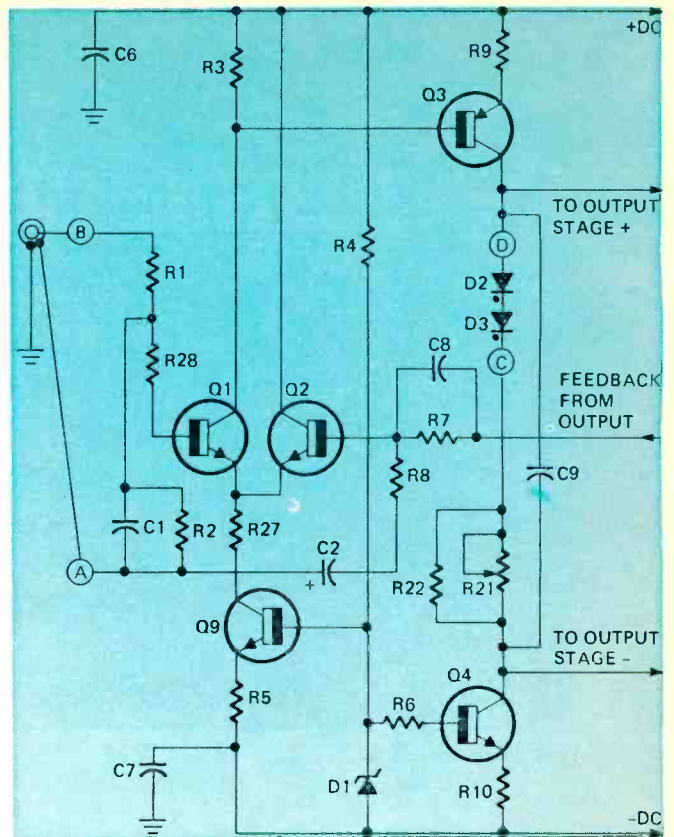 +DC
C6
R3
R9
Q3
TO OUTPUT
STAGE +
B
R1
R4
D
D2
D3
C
R28
C8
FEEDBACK
FROM
OUTPUT
Q1
Q2
R7
R8
C9
C1
R2
R27
C2
+
A
R22
R21
Q9
TO OUTPUT
STAGE -
Q4
R5
R6
C7
D1
R10
-DC